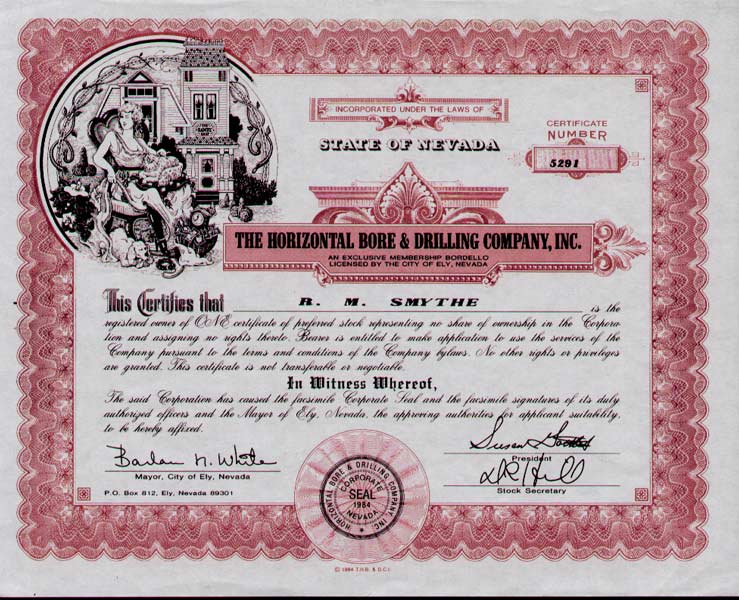 INCORPORATED UNDER THE LAWS OF
STATE OF NEVADA
CERTIFICATE
NUMBER
5291
THE HORIZONTAL BORE & DRILLING COMPANY, INC.
AN EXCLUSIVE MEMBERSHIP BORDELLO
LICENSED BY THE CITY OF ELY, NEVADA
This Certifies that R. M. SMYTHE is the
registered owner of ONE certificate of preferred stock representing no share of ownership in the Corpora-
tion and assigning no rights thereto. Bearer is entitled to make application to use the services of the
Company pursuant to the terms and conditions of the Company bylaws. No other rights or privileges
are granted. This certificate is not transferable or negotiable.
In Witness Whereof,
The said Corporation has caused the facsimile Corporate Seal and the facsimile signatures of its duly
authorized officers and the Mayor of Ely, Nevada, the approving authorities for applicant suitability,
to be hereby affixed.
Susan
President
Barlow N. White
Mayor, City of Ely, Nevada
Stock Secretary
P.O. Box 812, Ely, Nevada 89301
HORIZONTAL BORE & DRILLING COMPANY, INC.
CORPORATE
SEAL
1984
NEVADA
© 1984 T.H.B. & D.C.I.